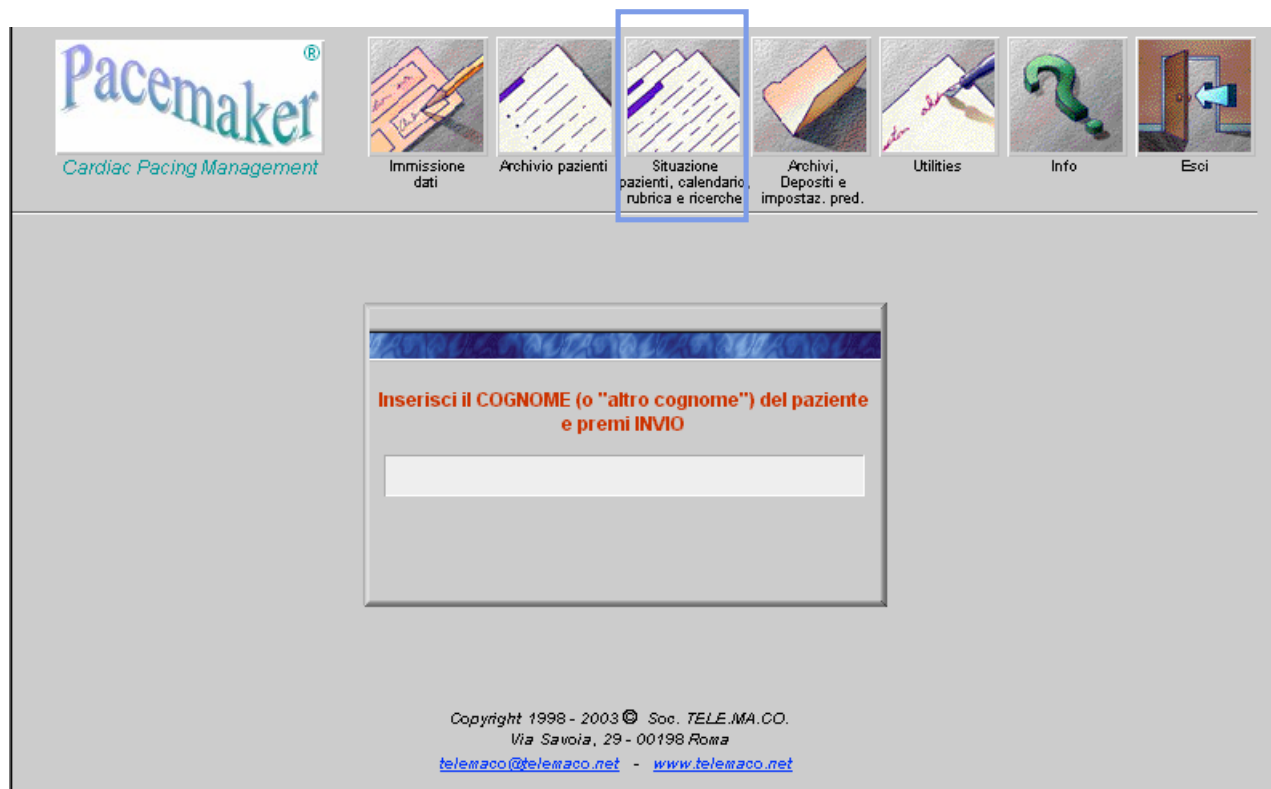 Pacemaker ®
Cardiac Pacing Management
Immissione
dati
Archivio pazienti
Situazione
pazienti, calendario,
rubrica e ricerche
Archivi,
Depositi e
impostaz. pred.
Utilities
Info
Esci
Inserisci il COGNOME (o "altro cognome") del paziente
e premi INVIO
Copyright 1998 - 2003 © Soc. TELE.MA.CO.
Via Savoia, 29 - 00198 Roma
telemaco@telemaco.net - www.telemaco.net